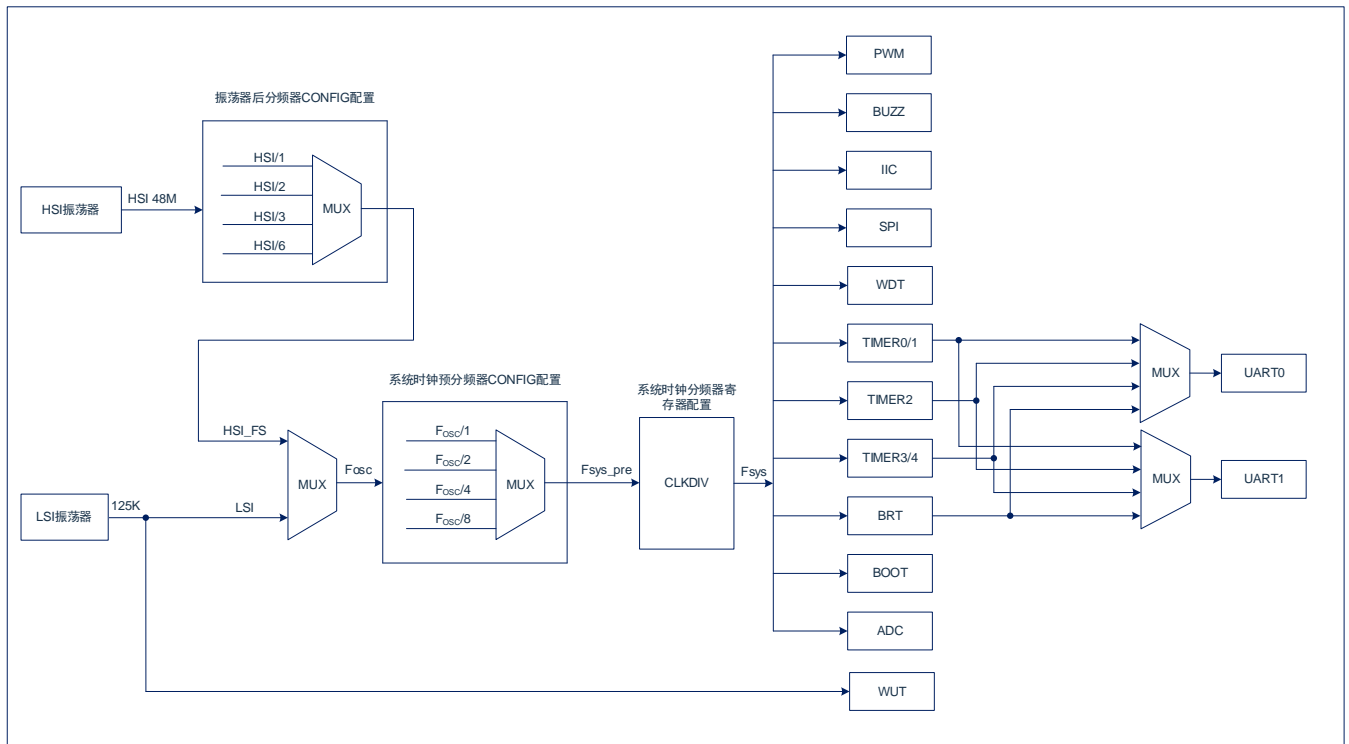 振荡器后分频器CONFIG配置
HSI振荡器
HSI 48M
HSI/1
HSI/2
HSI/3
HSI/6
MUX
HSI_FS
LSI振荡器
125K
LSI
MUX
Fosc
系统时钟预分频器CONFIG配置
FOSC/1
FOSC/2
FOSC/4
FOSC/8
MUX
Fsys_pre
系统时钟分频器寄
存器配置
CLKDIV
Fsys
PWM
BUZZ
IIC
SPI
WDT
TIMER0/1
TIMER2
TIMER3/4
BRT
BOOT
ADC
WUT
MUX
UART0
MUX
UART1